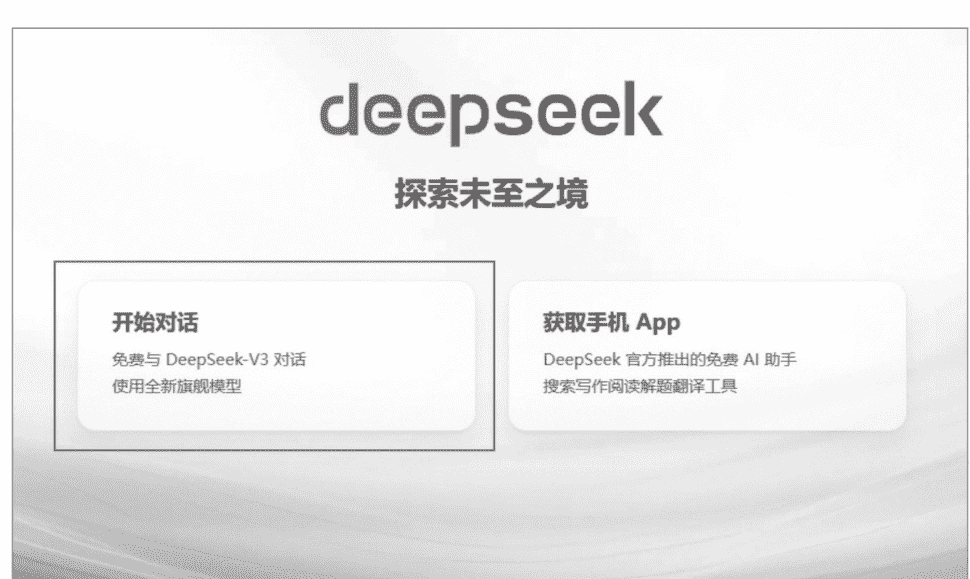 deepseek
探索未至之境
开始对话
免费与 DeepSeek-V3 对话
使用全新旗舰模型
获取手机 App
DeepSeek 官方推出的免费 AI 助手
搜索写作阅读解题翻译工具